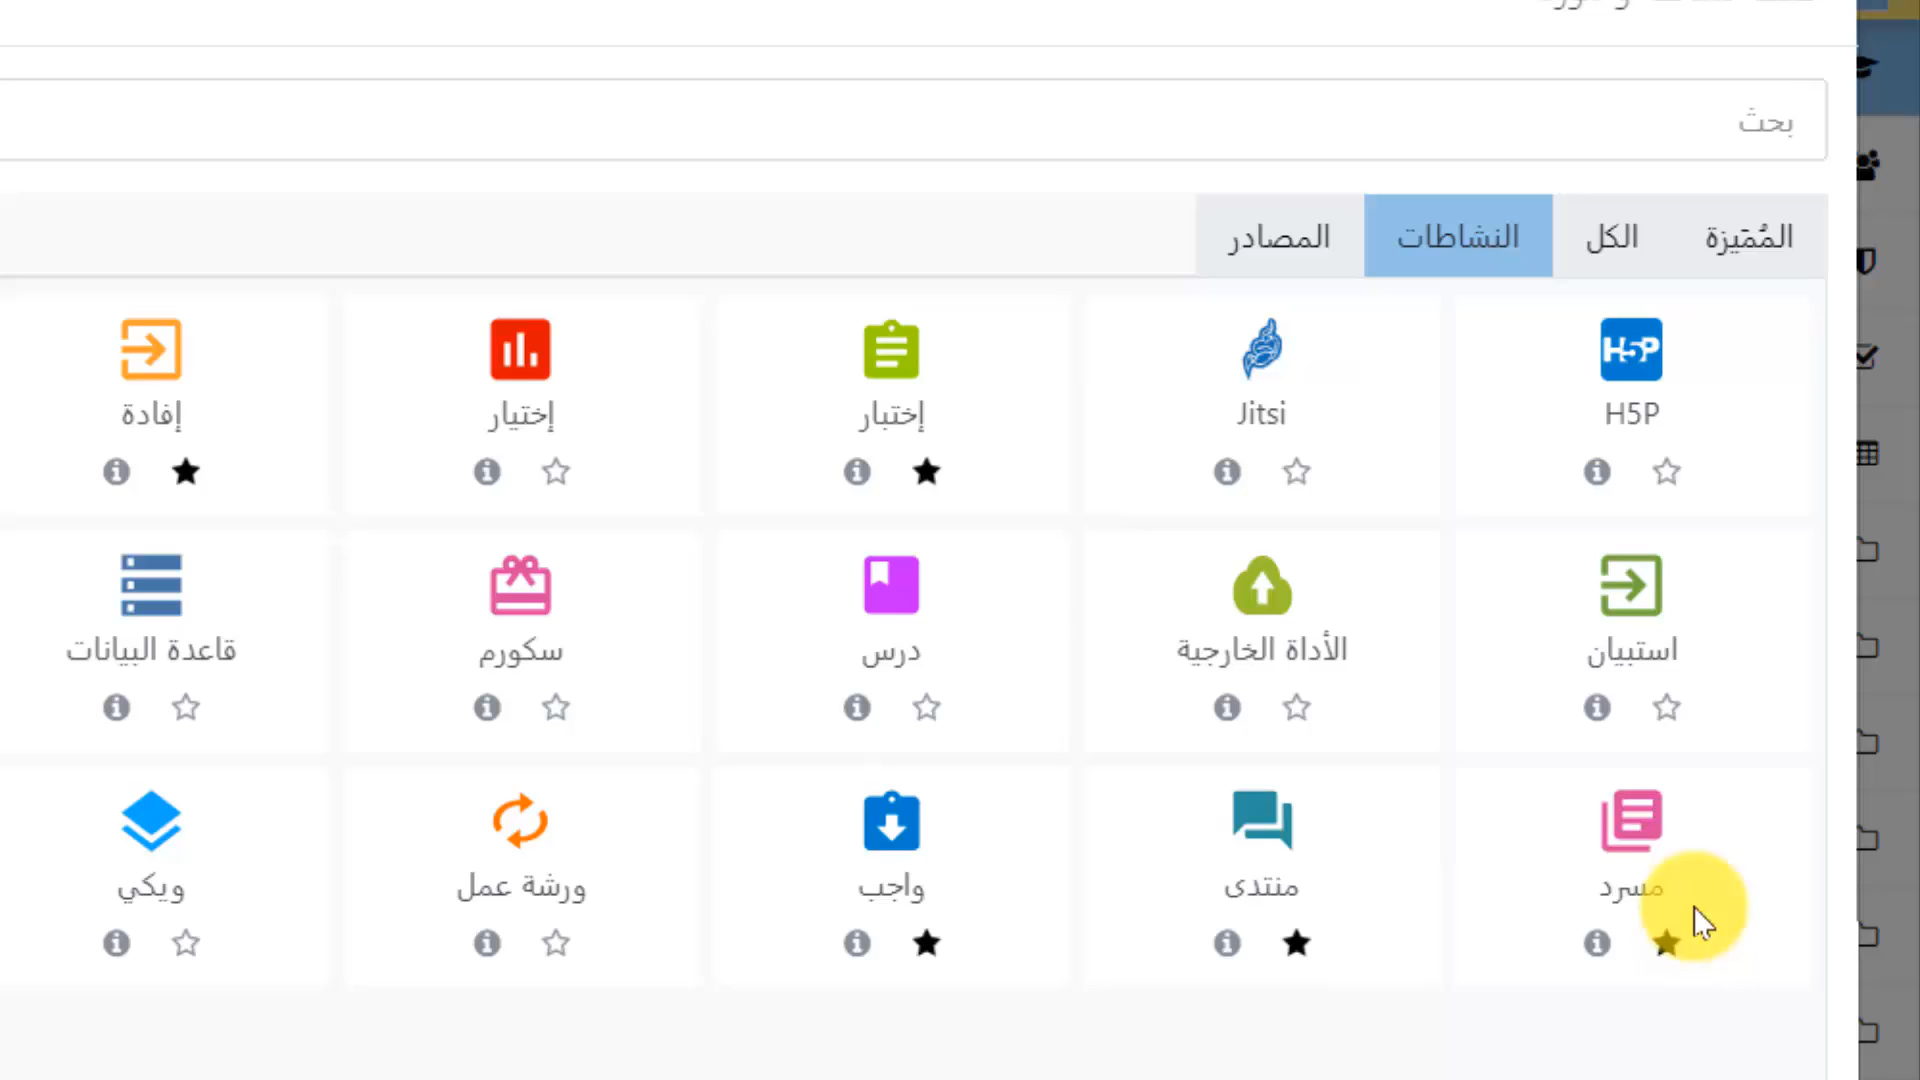 بحث
المُمَيزة
الكل
النشاطات
المصادر
H5P
Jitsi
إختبار
إختيار
إفادة
استبيان
الأداة الخارجية
درس
سكورم
قاعدة البيانات
مسرد
منتدى
واجب
ورشة عمل
ويكي